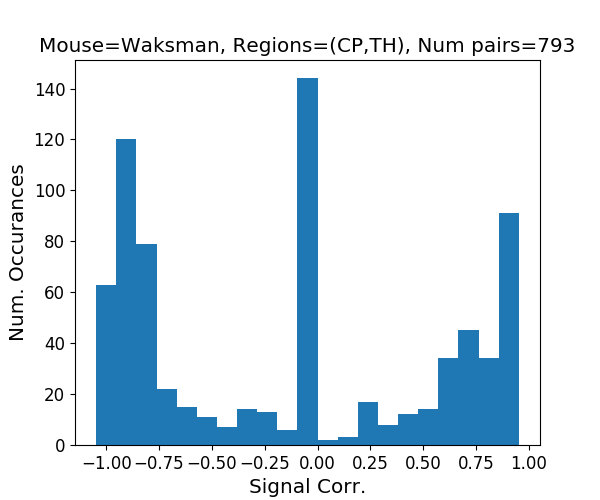 Mouse=Waksman, Regions=(CP,TH), Num pairs=793
140
120
100
80
60
40
20
0
Num. Occurances
−1.00 −0.75 −0.50 −0.25 0.00 0.25 0.50 0.75 1.00
Signal Corr.